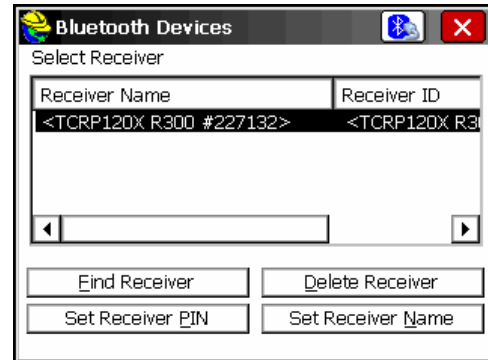 Bluetooth Devices
Select Receiver
Receiver Name Receiver ID
<TCRP120X R300 #227132> <TCRP120X R3
Find Receiver Delete Receiver
Set Receiver PIN Set Receiver Name